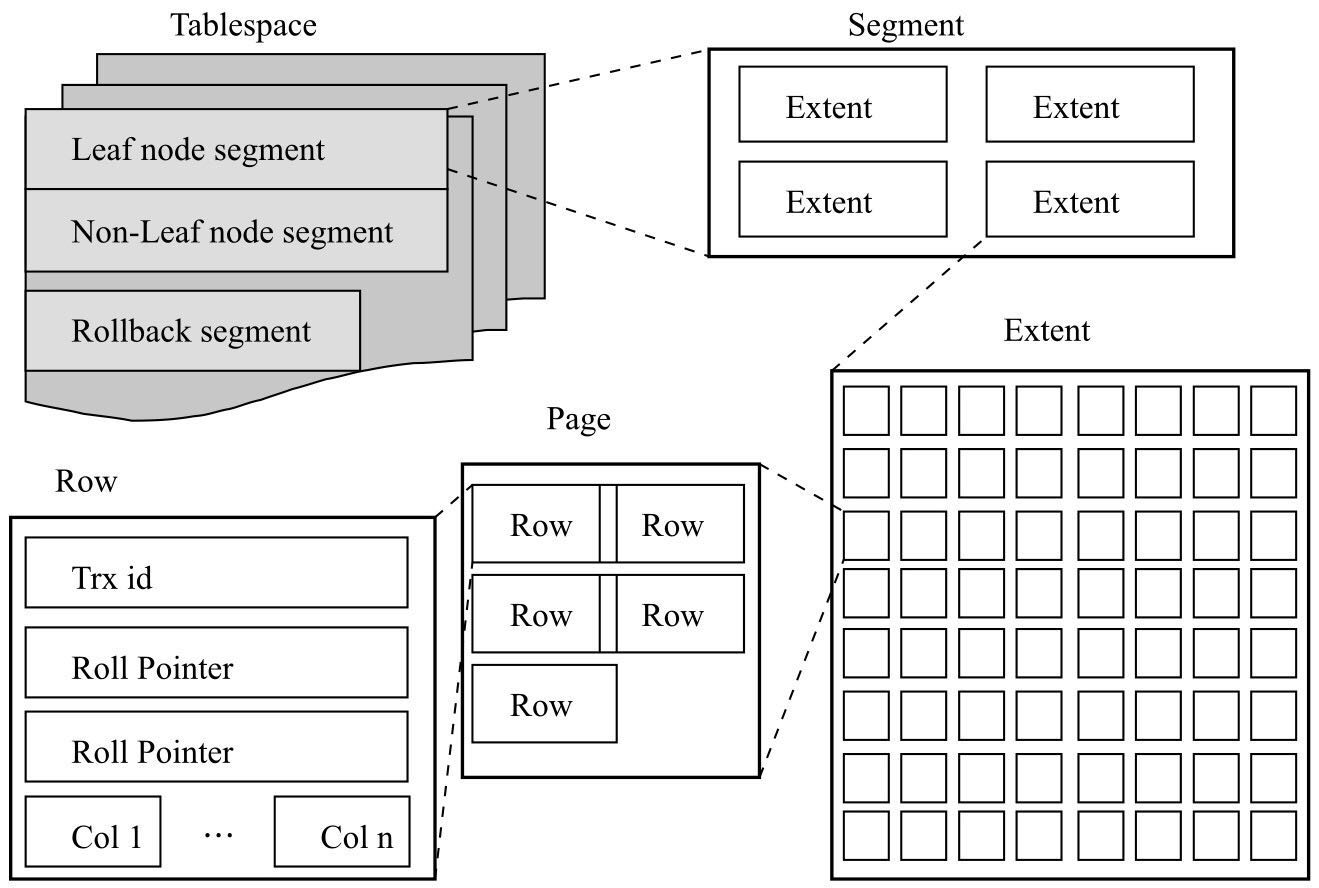 Tablespace
Leaf node segment
Non-Leaf node segment
Rollback segment
Segment
Extent Extent
Extent Extent
Extent
Page
Row Row
Row Row
Row
Row
Trx id
Roll Pointer
Roll Pointer
Col 1 ... Col n